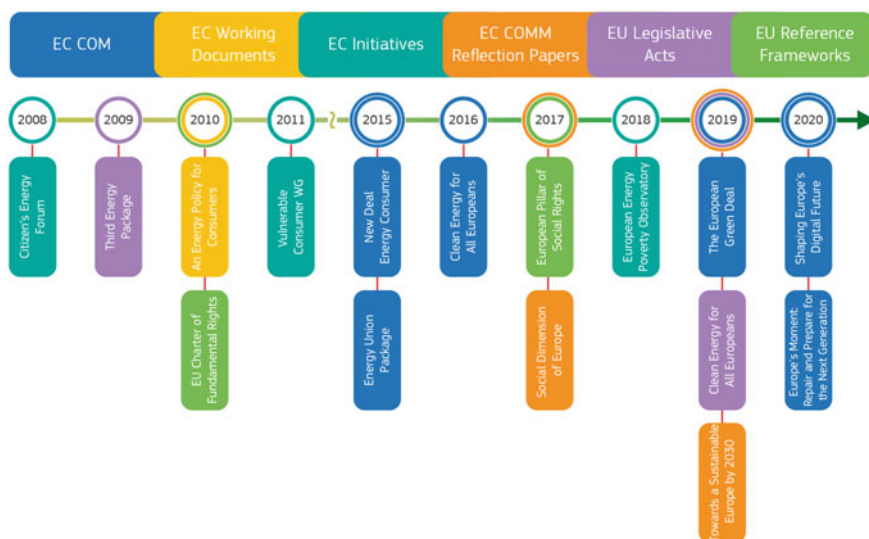 EC COM
EC Working
Documents
EC Initiatives
EC COMM
Reflection Papers
EU Legislative
Acts
EU Reference
Frameworks
2008
2009
2010
2011
2015
2016
2017
2018
2019
2020
Citizen's Energy
Forum
Third Energy
Package
An Energy Policy for
Consumers
Vulnerable
Consumer WG
New Deal
Energy Consumer
Clean Energy for
All Europeans
European Pillar of
Social Rights
European Energy
Poverty Observatory
The European
Green Deal
Shaping Europe's
Digital Future
EU Charter of
Fundamental Rights
Energy Union
Package
Social Dimension
of Europe
Clean Energy for
All Europeans
Europe's Moment:
Repair and Prepare for
the Next Generation
Towards a Sustainable
Europe by 2030